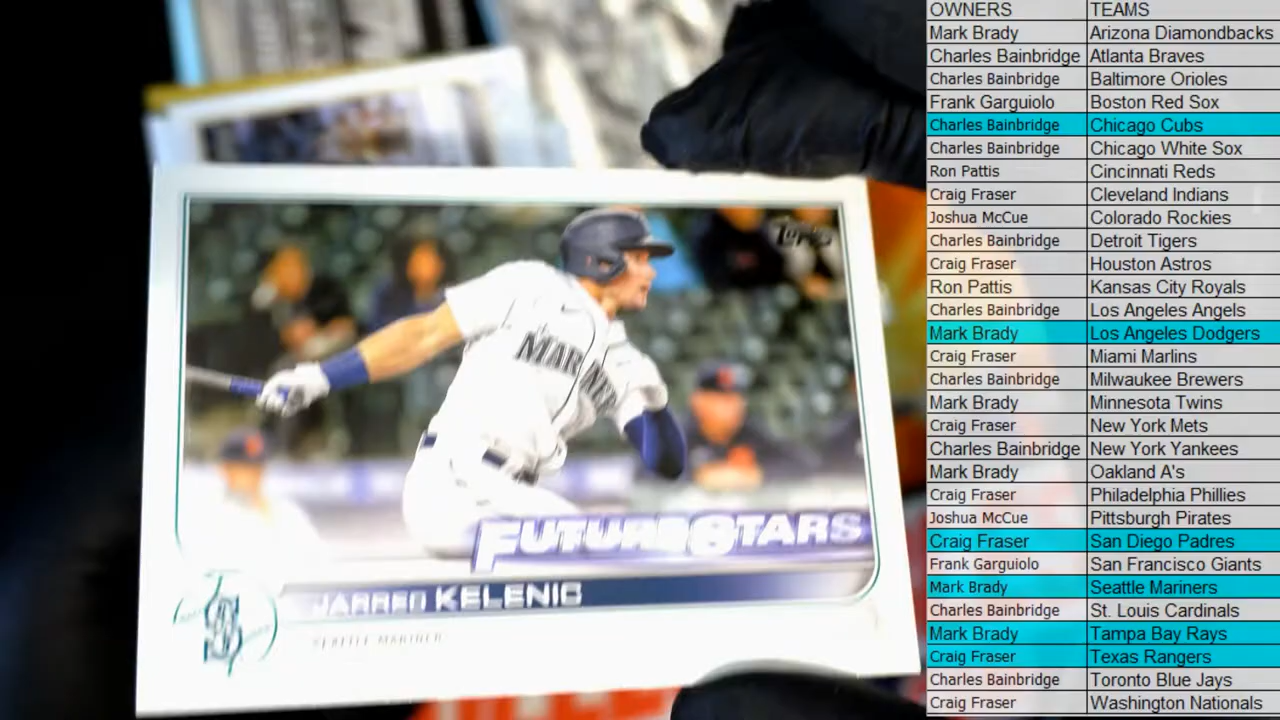 Topps
MARINE
FUTURE STARS
JARRED KELENIC
SEATTLE MARINER
OWNERS TEAMS
Mark Brady Arizona Diamondbacks
Charles Bainbridge Atlanta Braves
Charles Bainbridge Baltimore Orioles
Frank Garguiolo Boston Red Sox
Charles Bainbridge Chicago Cubs
Charles Bainbridge Chicago White Sox
Ron Pattis Cincinnati Reds
Craig Fraser Cleveland Indians
Joshua McCue Colorado Rockies
Charles Bainbridge Detroit Tigers
Craig Fraser Houston Astros
Ron Pattis Kansas City Royals
Charles Bainbridge Los Angeles Angels
Mark Brady Los Angeles Dodgers
Craig Fraser Miami Marlins
Charles Bainbridge Milwaukee Brewers
Mark Brady Minnesota Twins
Craig Fraser New York Mets
Charles Bainbridge New York Yankees
Mark Brady Oakland A's
Craig Fraser Philadelphia Phillies
Joshua McCue Pittsburgh Pirates
Craig Fraser San Diego Padres
Frank Garguiolo San Francisco Giants
Mark Brady Seattle Mariners
Charles Bainbridge St. Louis Cardinals
Mark Brady Tampa Bay Rays
Craig Fraser Texas Rangers
Charles Bainbridge Toronto Blue Jays
Craig Fraser Washington Nationals